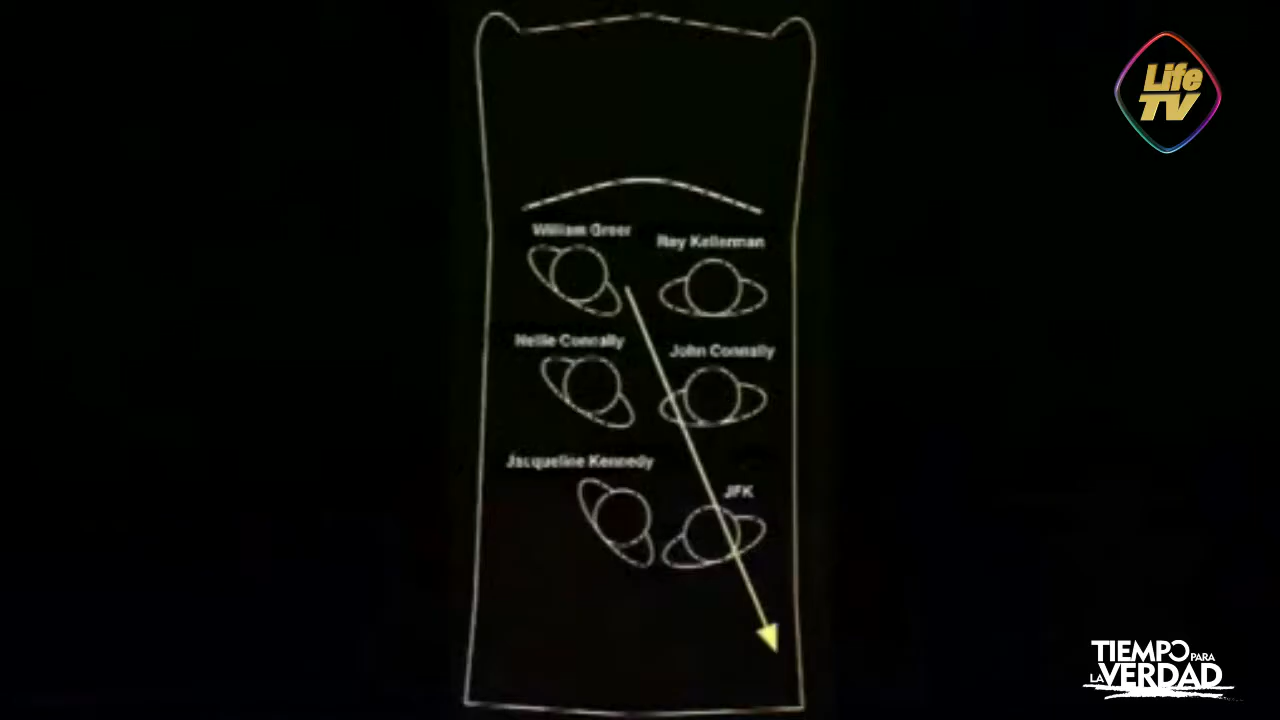 Life
TV
William Greer
Roy Kellerman
Nellie Connally
John Connally
Jacqueline Kennedy
JFK
TIEMPO PARA
LA VERDAD